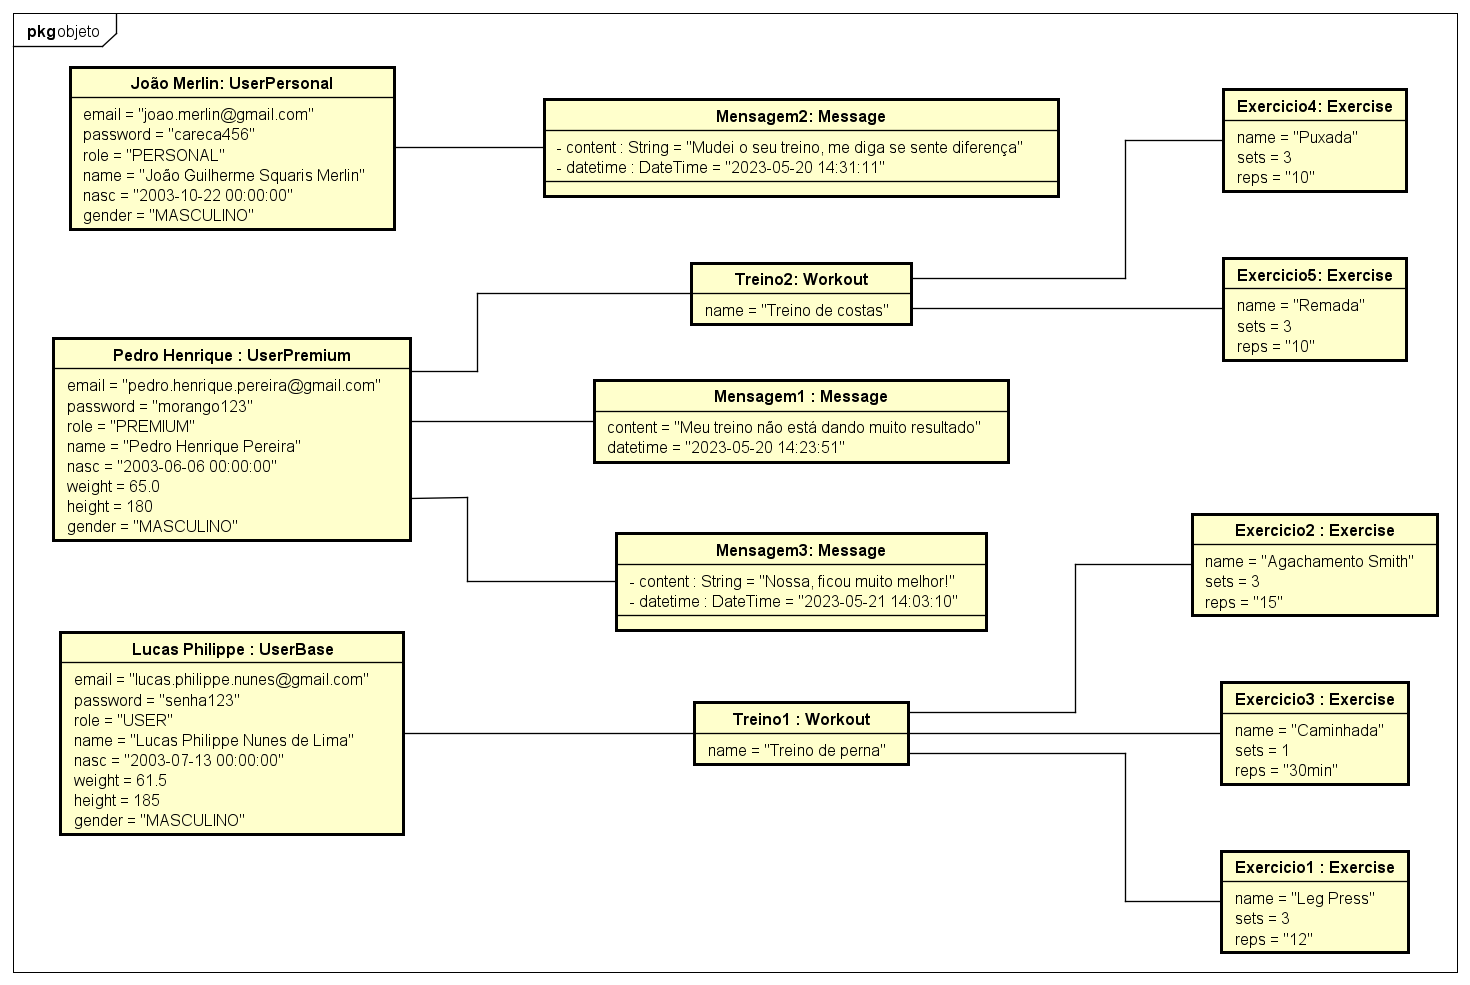 pkg objeto
João Merlin: UserPersonal
email = "joao.merlin@gmail.com"
password = "careca456"
role = "PERSONAL"
name = "João Guilherme Squaris Merlin"
nasc = "2003-10-22 00:00:00"
gender = "MASCULINO"
Mensagem2: Message
- content : String = "Mudei o seu treino, me diga se sente diferença"
- datetime : DateTime = "2023-05-20 14:31:11"
Exercicio4: Exercise
name = "Puxada"
sets = 3
reps = "10"
Treino2: Workout
name = "Treino de costas"
Exercicio5: Exercise
name = "Remada"
sets = 3
reps = "10"
Pedro Henrique : UserPremium
email = "pedro.henrique.pereira@gmail.com"
password = "morango123"
role = "PREMIUM"
name = "Pedro Henrique Pereira"
nasc = "2003-06-06 00:00:00"
weight = 65.0
height = 180
gender = "MASCULINO"
Mensagem1 : Message
content = "Meu treino não está dando muito resultado"
datetime = "2023-05-20 14:23:51"
Mensagem3: Message
- content : String = "Nossa, ficou muito melhor!"
- datetime : DateTime = "2023-05-21 14:03:10"
Exercicio2 : Exercise
name = "Agachamento Smith"
sets = 3
reps = "15"
Lucas Philippe : UserBase
email = "lucas.philippe.nunes@gmail.com"
password = "senha123"
role = "USER"
name = "Lucas Philippe Nunes de Lima"
nasc = "2003-07-13 00:00:00"
weight = 61.5
height = 185
gender = "MASCULINO"
Treino1 : Workout
name = "Treino de perna"
Exercicio3 : Exercise
name = "Caminhada"
sets = 1
reps = "30min"
Exercicio1 : Exercise
name = "Leg Press"
sets = 3
reps = "12"